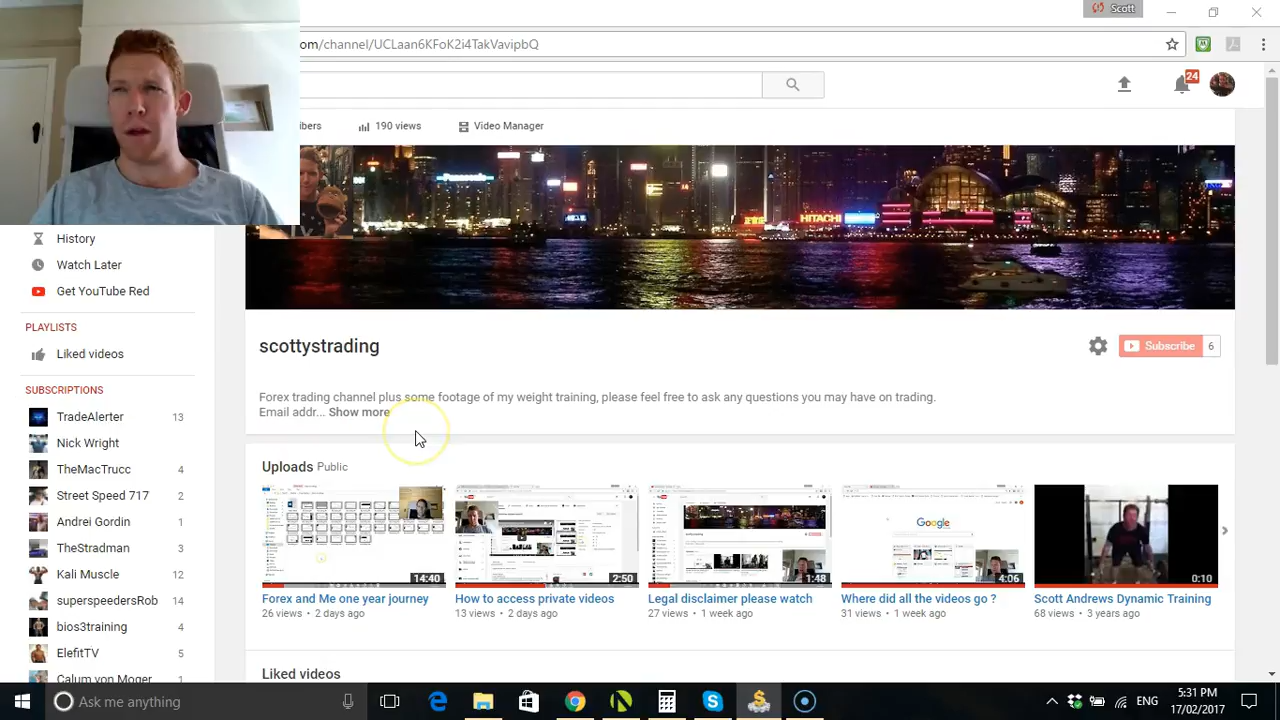 Scott
om/channel/UCLaan6KFoK2i4TakVavipbQ
24
ibers 190 views Video Manager
Panasonic
HITACHI
History
Watch Later
Get YouTube Red
PLAYLISTS
Liked videos
SUBSCRIPTIONS
TradeAlerter 13
Nick Wright
TheMacTrucc 4
Street Speed 717 2
Andrei Gordin 1
TheStradman 3
Kali Muscle 12
superspeedersRob 14
bios3training 4
ElefitTV 5
Calum von Moger
scottystrading
Subscribe 6
Forex trading channel plus some footage of my weight training, please feel free to ask any questions you may have on trading.
Email addr... Show more
Uploads Public
14:40 2:50 1:48 Google 4:06 0:10
Forex and Me one year journey How to access private videos Legal disclaimer please watch Where did all the videos go ? Scott Andrews Dynamic Training
26 views • 2 days ago 13 views • 2 days ago 27 views • 1 week ago 31 views • 1 week ago 68 views • 3 years ago
Liked videos
Ask me anything
ENG
5:31 PM
17/02/2017